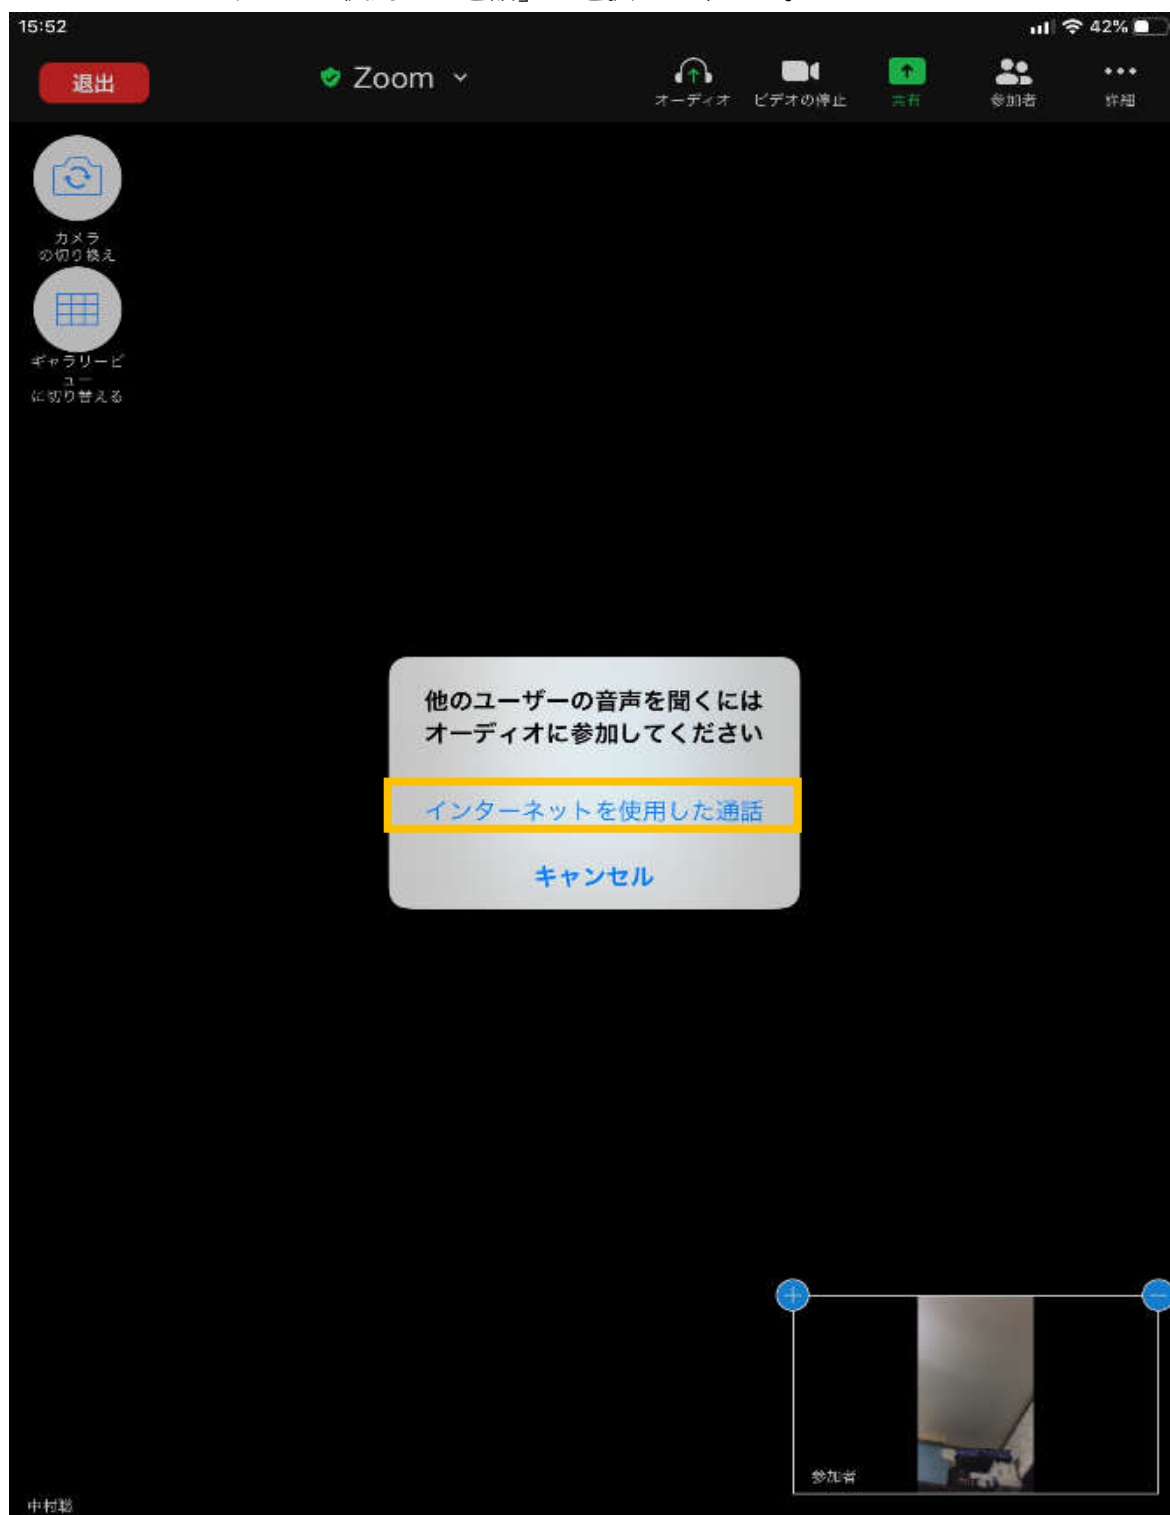 15:52
42%
退出
Zoom
オーディオ
ビデオの停止
共有
参加者
詳細
カメラ
の切り換え
ギャラリービ
ュー
に切り替える
他のユーザーの音声を聞くには
オーディオに参加してください
インターネットを使用した通話
キャンセル
参加者
中村聡